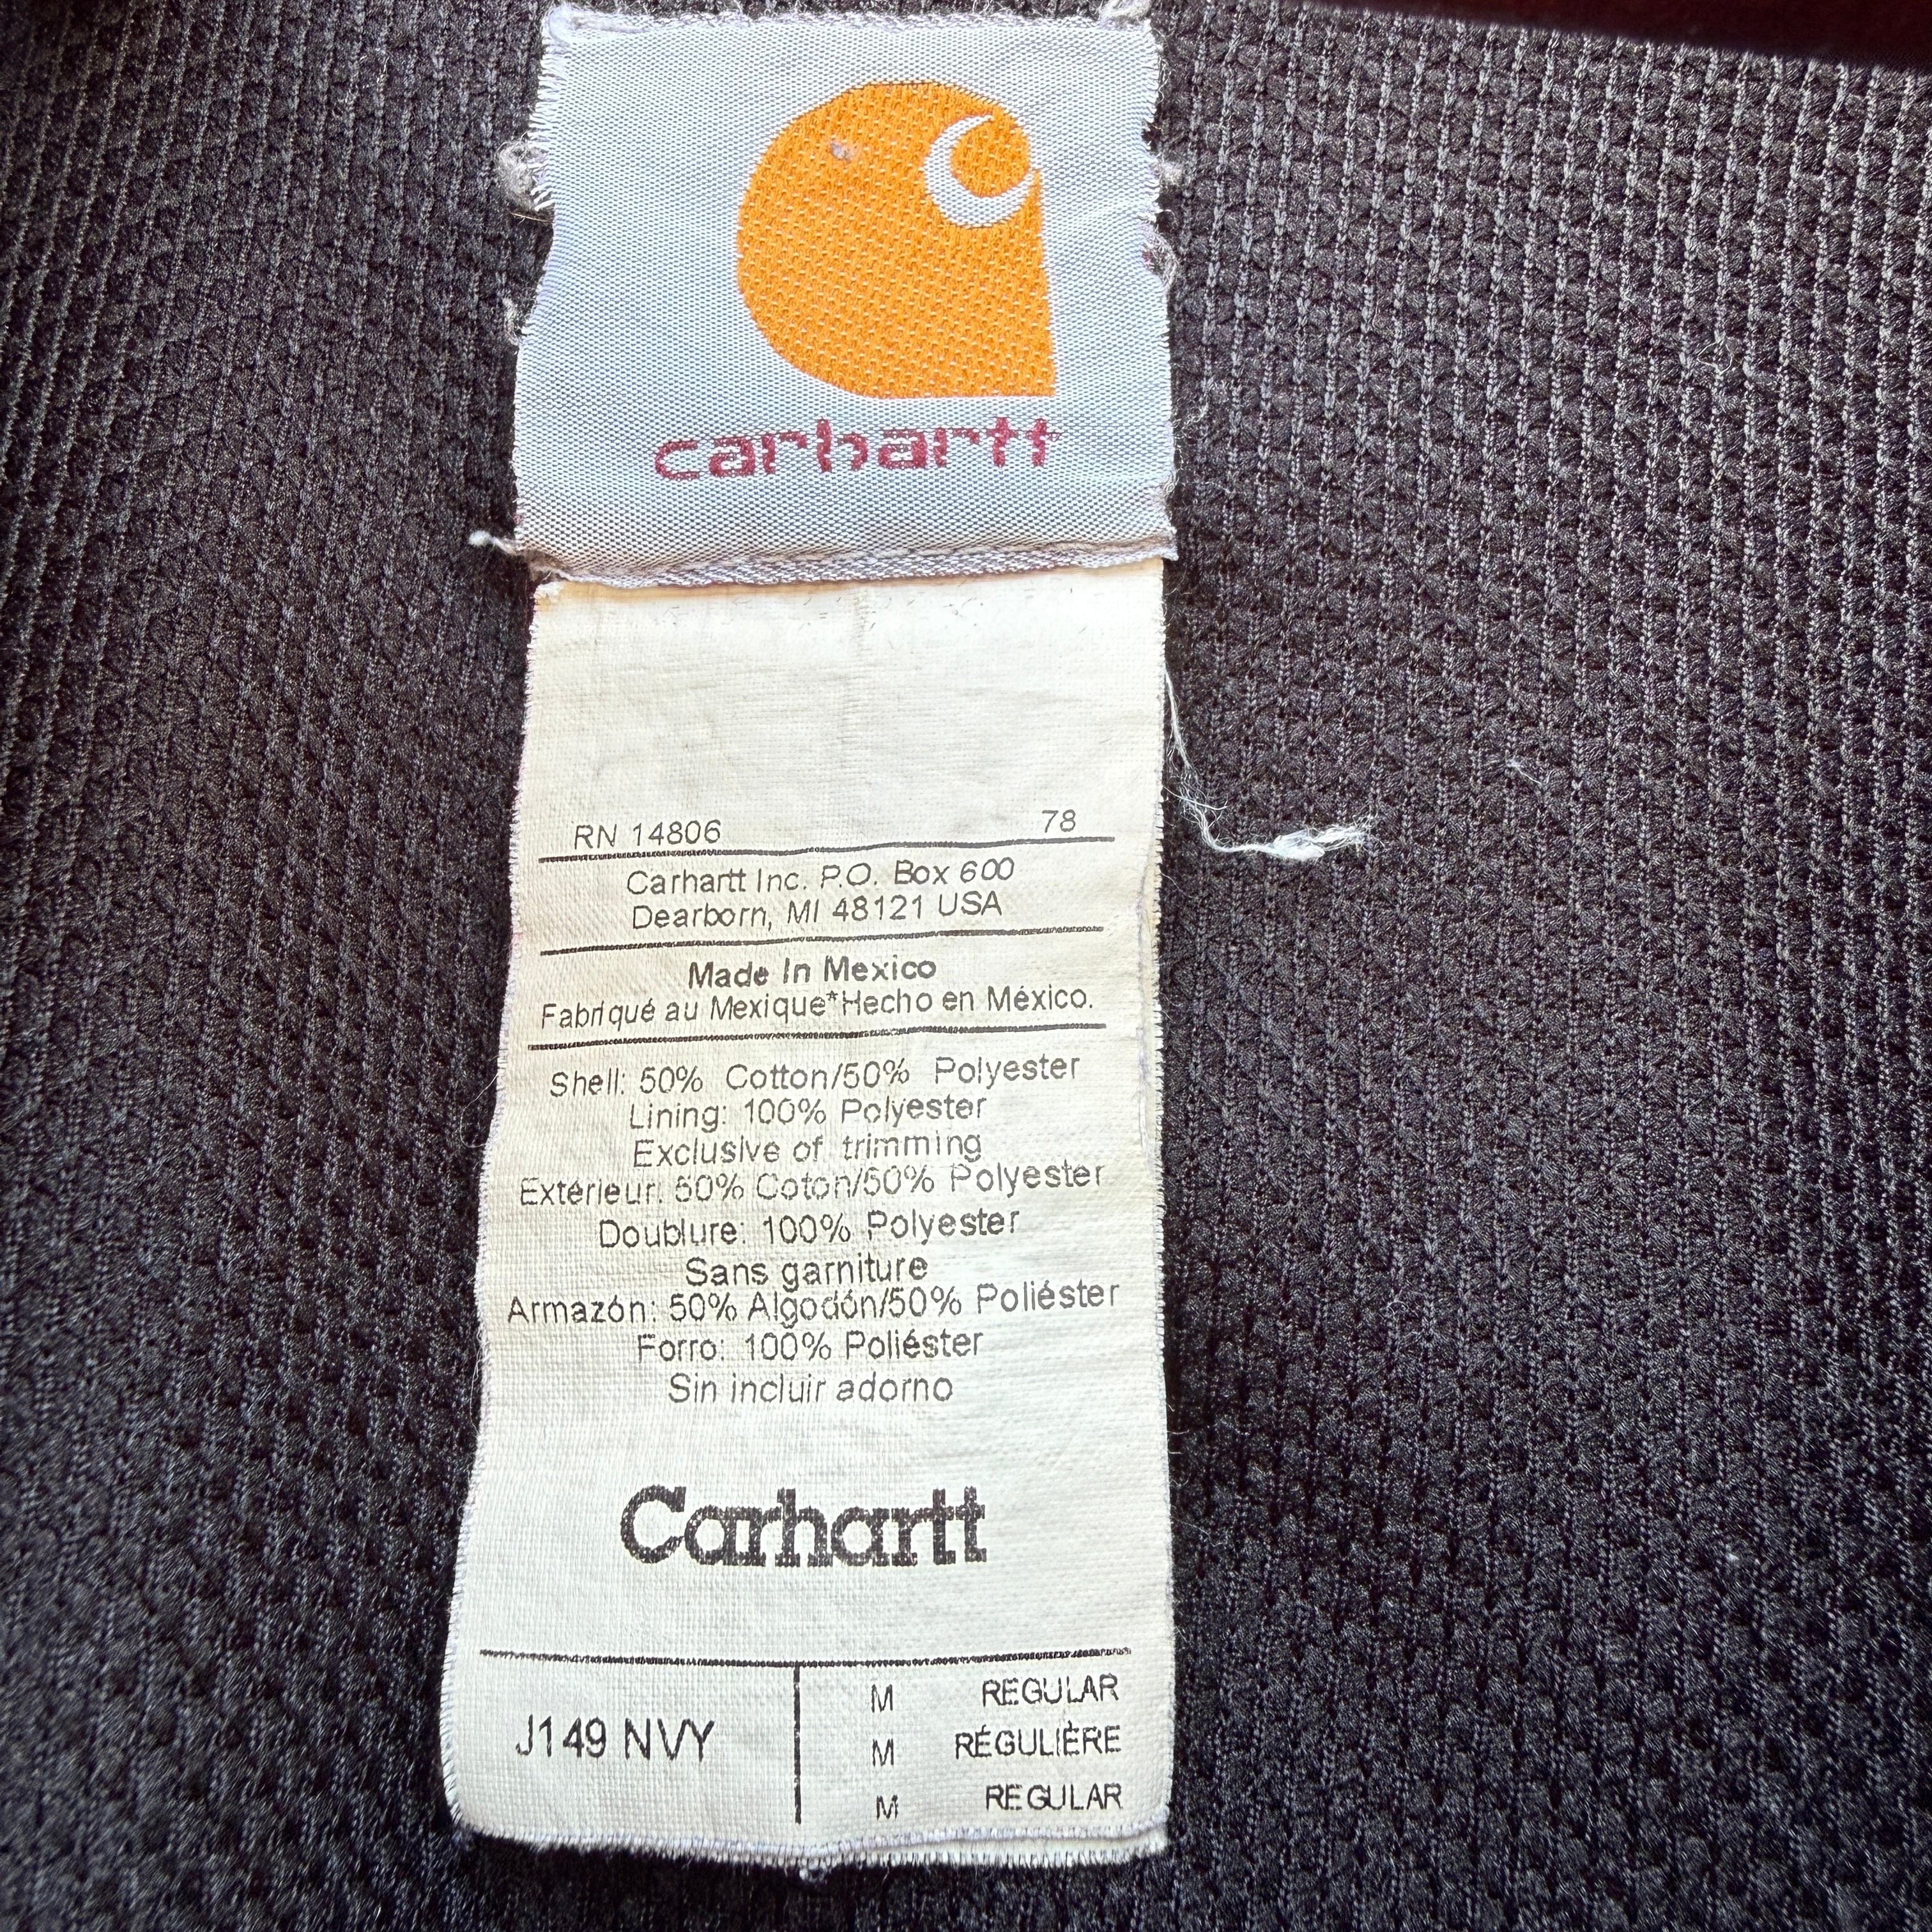 carhartt
RN 14806 78
Carhartt Inc. P.O. Box 600
Dearborn, MI 48121 USA
Made In Mexico
Fabriqué au Mexique*Hecho en México.
Shell: 50% Cotton/50% Polyester
Lining: 100% Polyester
Exclusive of trimming
Extérieur: 50% Coton/50% Polyester
Doublure: 100% Polyester
Sans garniture
Armazón: 50% Algodón/50% Poliéster
Forro: 100% Poliéster
Sin incluir adorno
Carhartt
J149 NVY
M REGULAR
M RÉGULIÈRE
M REGULAR